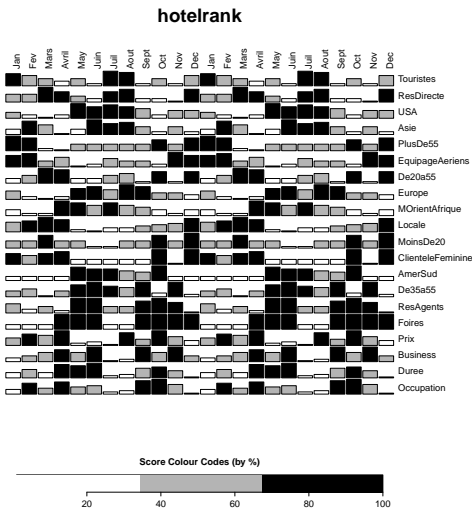 hotelrank
Jan Fev Mars Avril May Juin Juil Aout Sept Oct Nov Dec Jan Fev Mars Avril May Juin Juil Aout Sept Oct Nov Dec
Touristes
ResDirecte
USA
Asie
PlusDe55
EquipageAeriens
De20a55
Europe
MOrientAfrique
Locale
MoinsDe20
ClienteleFeminine
AmerSud
De35a55
ResAgents
Foires
Prix
Business
Duree
Occupation
Score Colour Codes (by %)
20 40 60 80 100